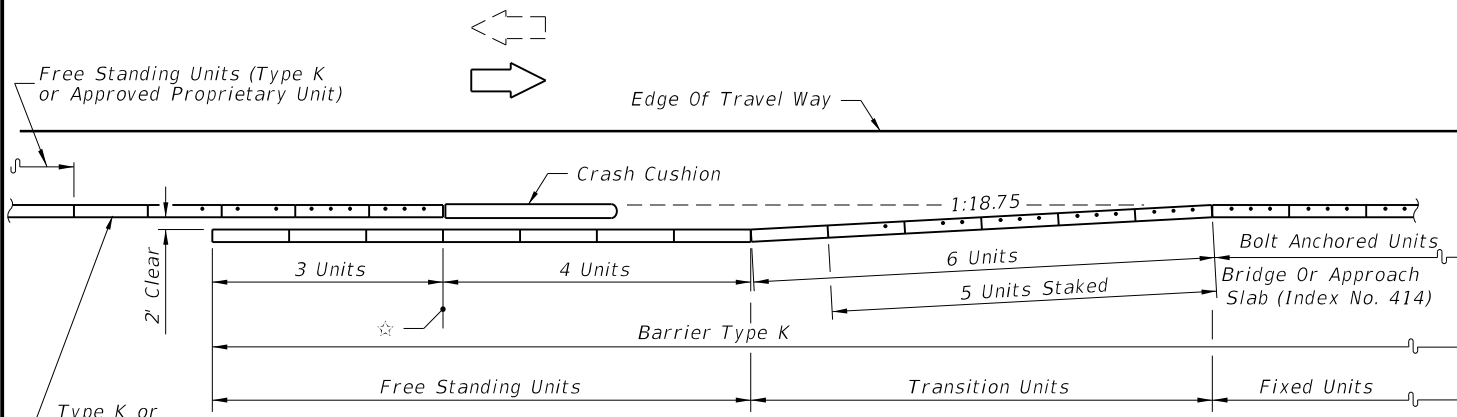 Free Standing Units (Type K
or Approved Proprietary Unit)
Edge Of Travel Way
Crash Cushion
1:18.75
2' Clear
3 Units
4 Units
6 Units
5 Units Staked
Bolt Anchored Units
Bridge Or Approach
Slab (Index No. 414)
Barrier Type K
Free Standing Units
Transition Units
Fixed Units
Type K or